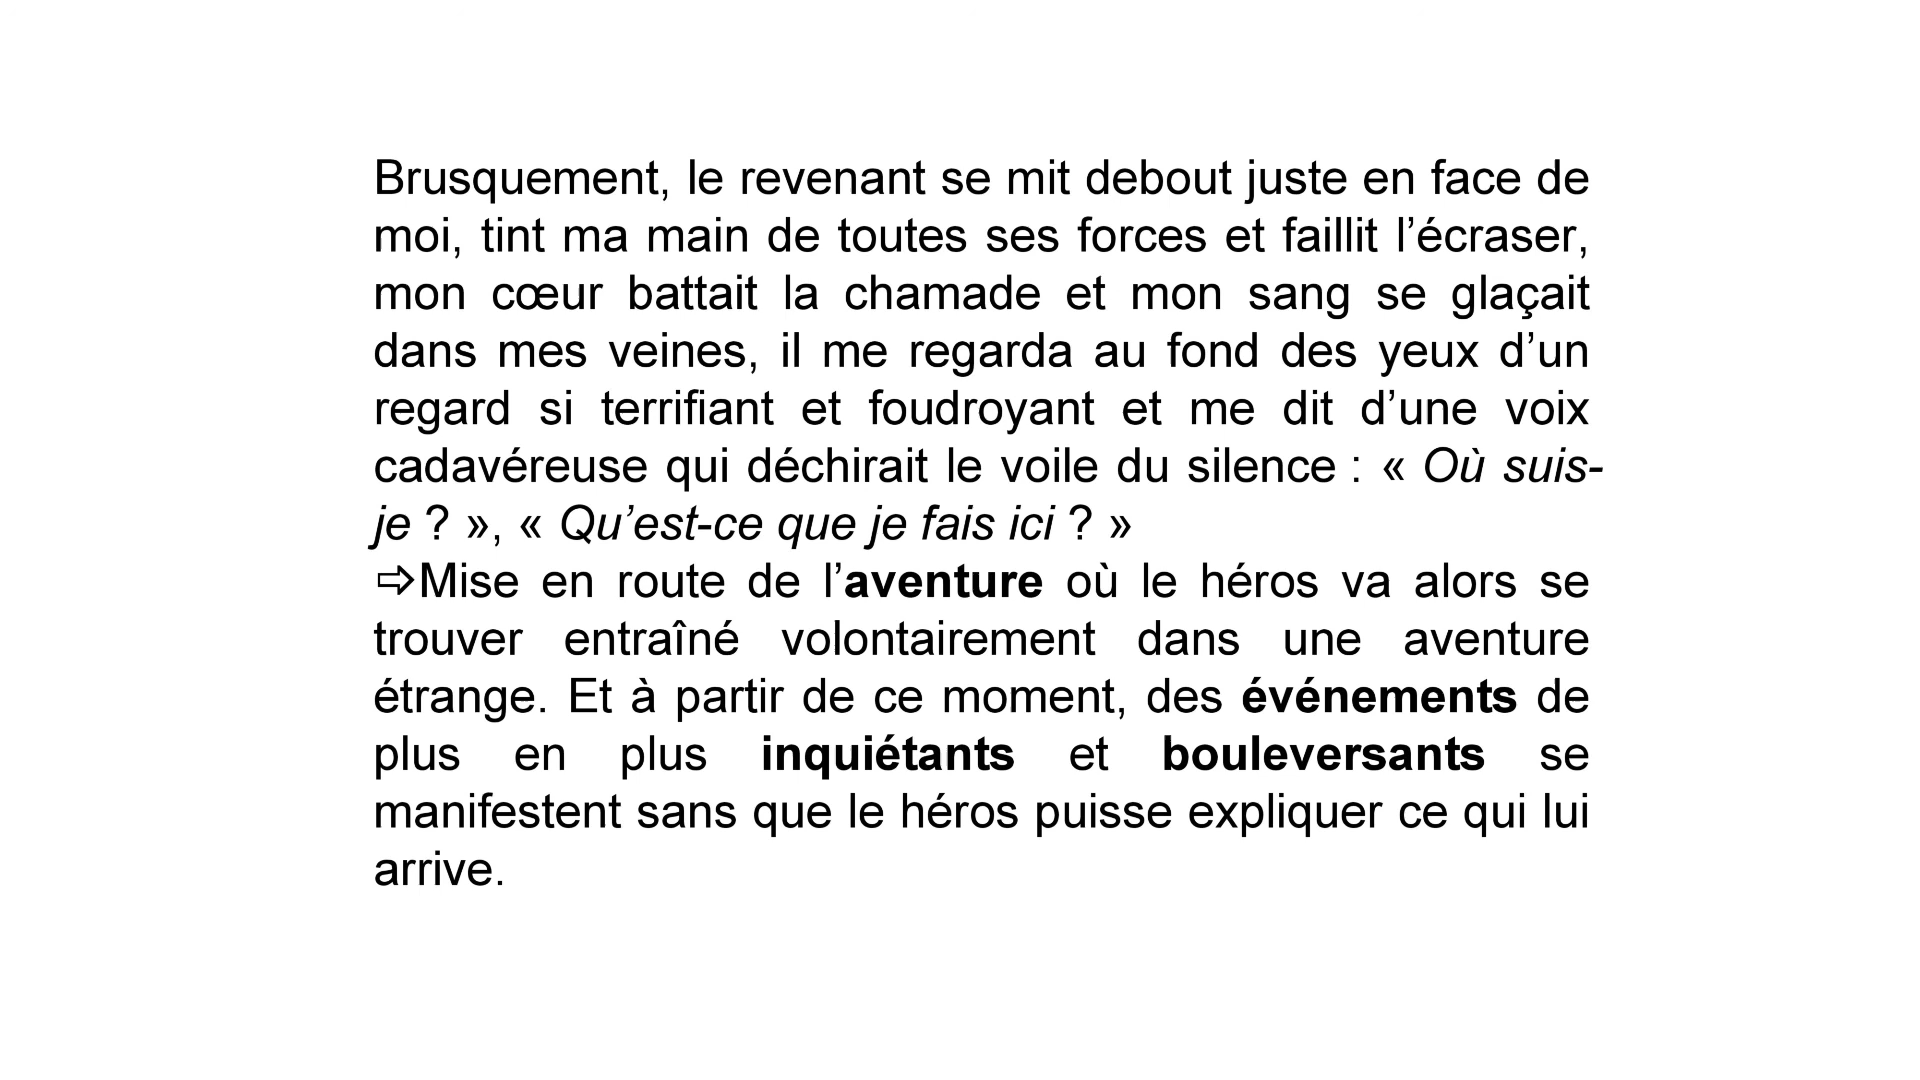 Brusquement, le revenant se mit debout juste en face de
moi, tint ma main de toutes ses forces et faillit l’écraser,
mon cœur battait la chamade et mon sang se glaçait
dans mes veines, il me regarda au fond des yeux d’un
regard si terrifiant et foudroyant et me dit d’une voix
cadavéreuse qui déchirait le voile du silence : « Où suis-
je ? », « Qu’est-ce que je fais ici ? »
⇨Mise en route de l’aventure où le héros va alors se
trouver entraîné volontairement dans une aventure
étrange. Et à partir de ce moment, des événements de
plus en plus inquiétants et bouleversants se
manifestent sans que le héros puisse expliquer ce qui lui
arrive.